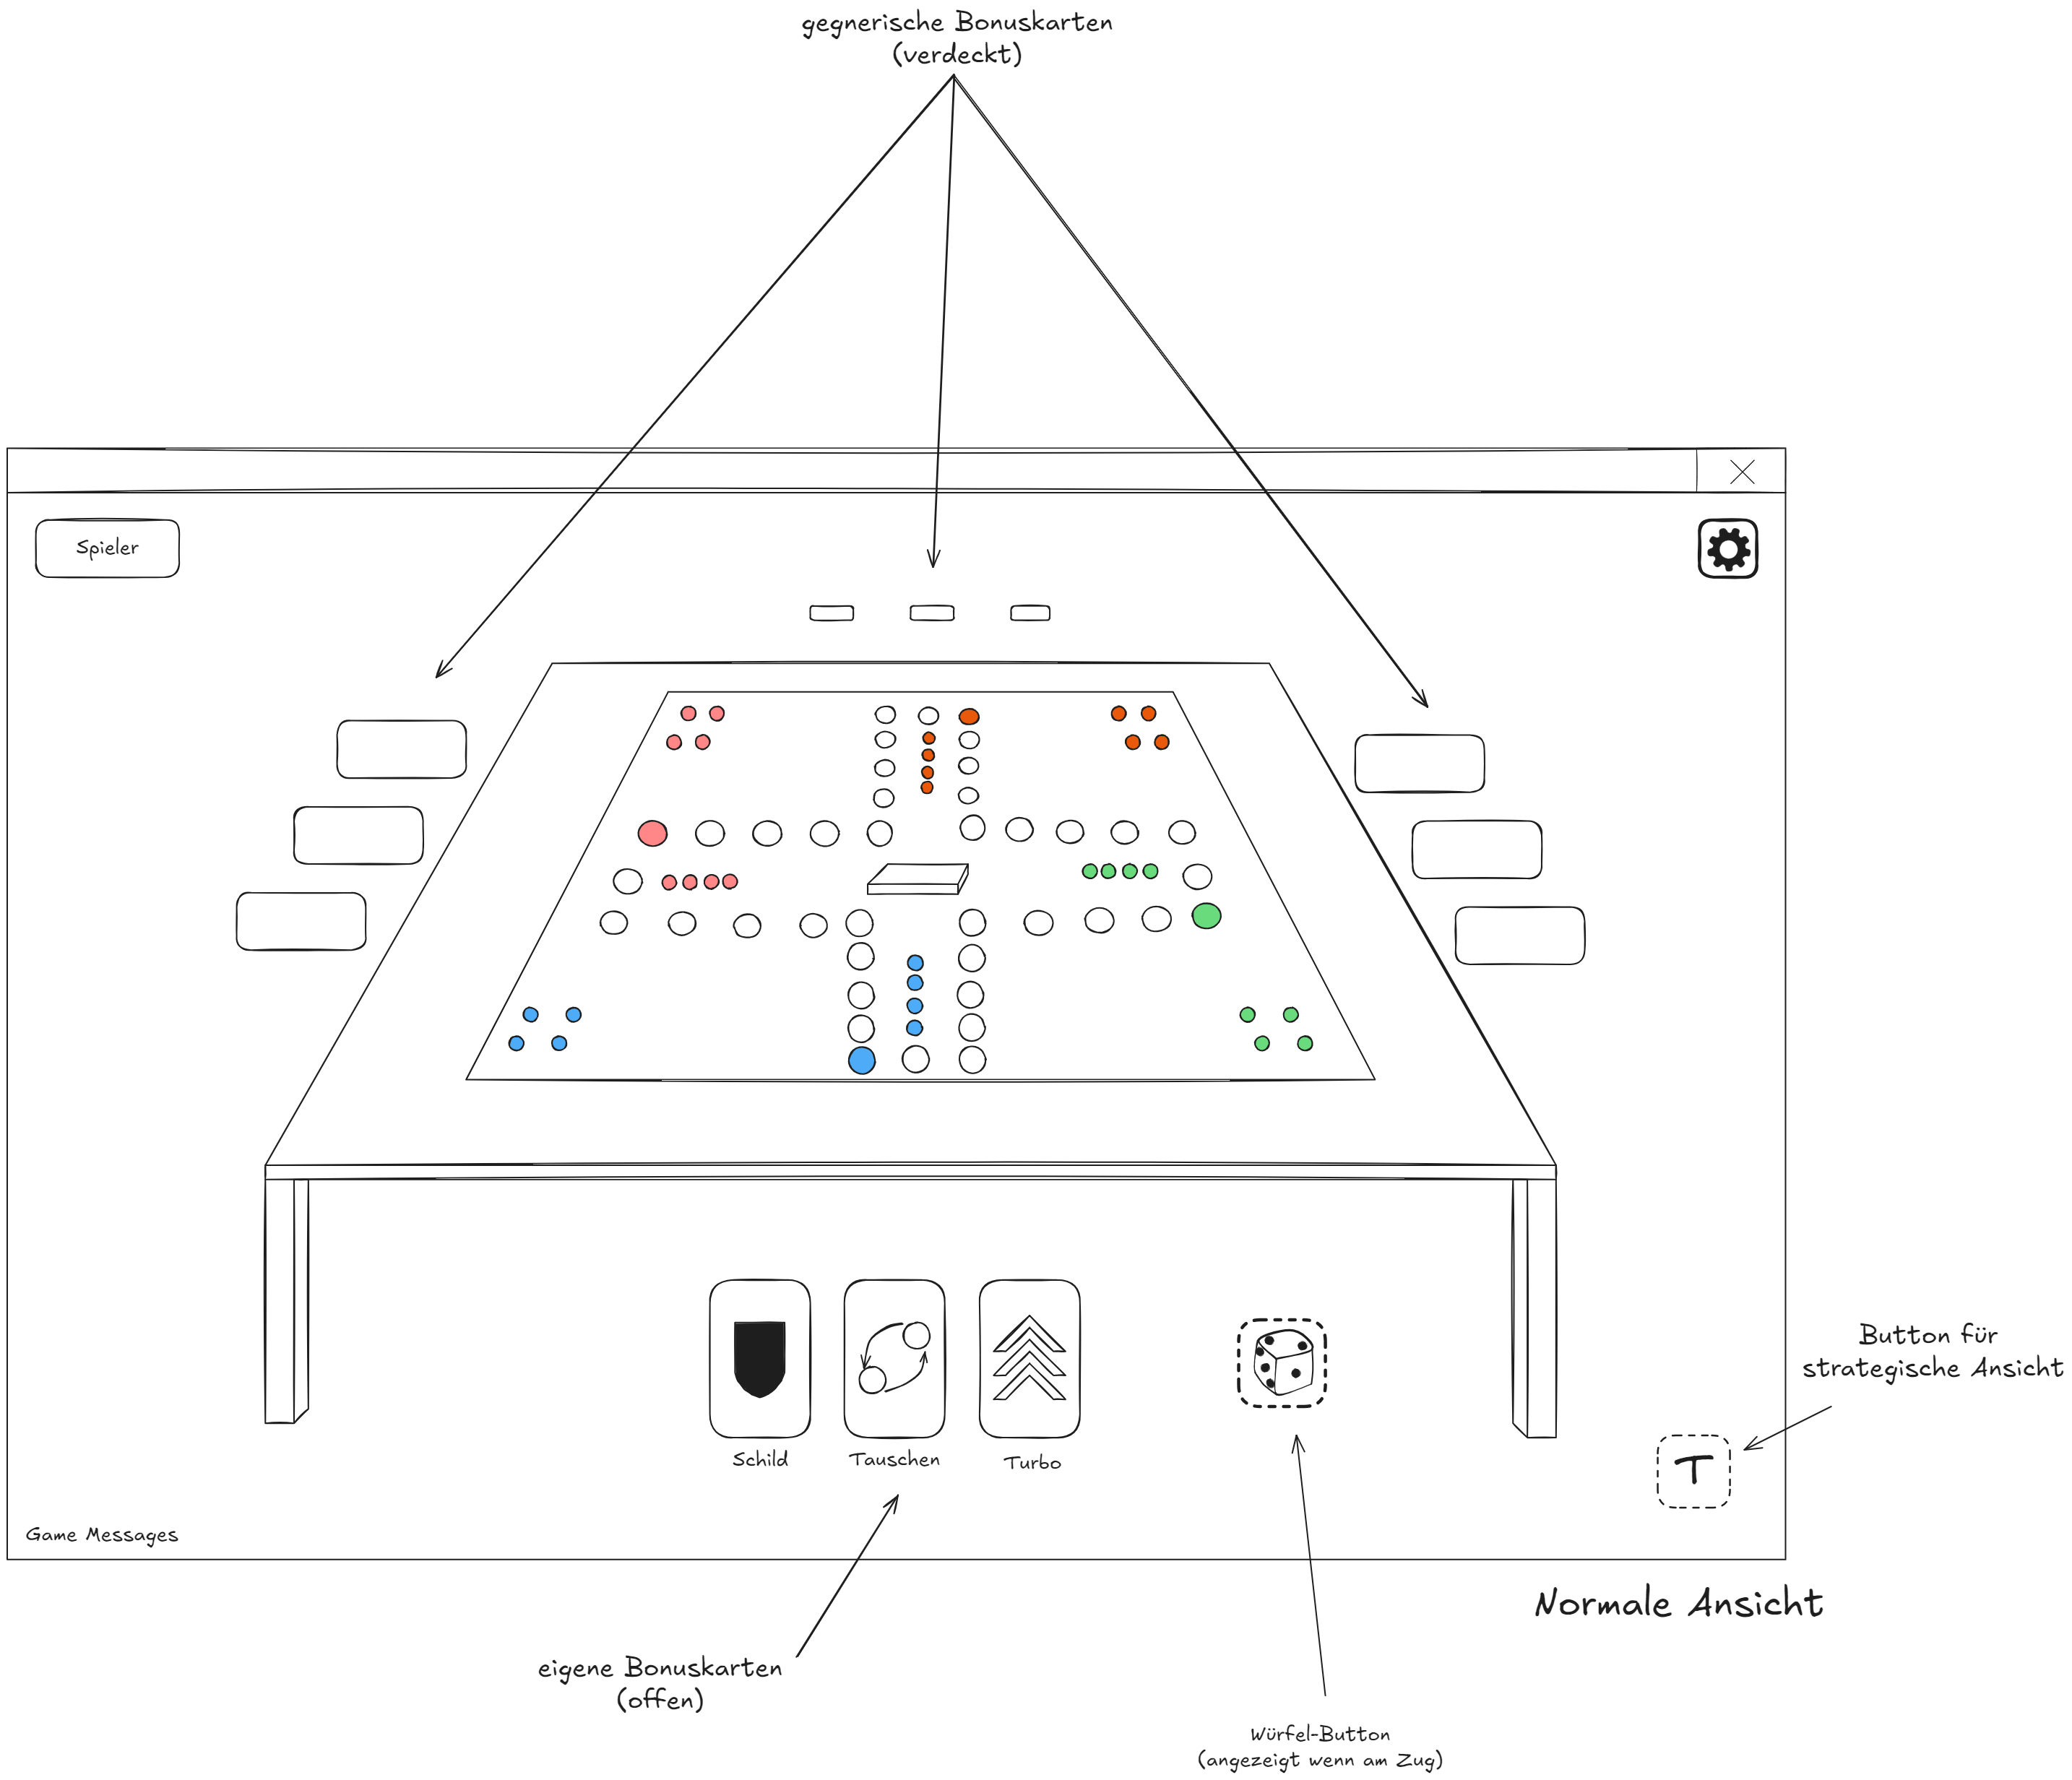 gegnerische Bonuskarten
(verdeckt)
Spieler
Schild
Tauschen
Turbo
Button für
strategische Ansicht
T
Game Messages
Normale Ansicht
eigene Bonuskarten
(offen)
Würfel-Button
(angezeigt wenn am Zug)